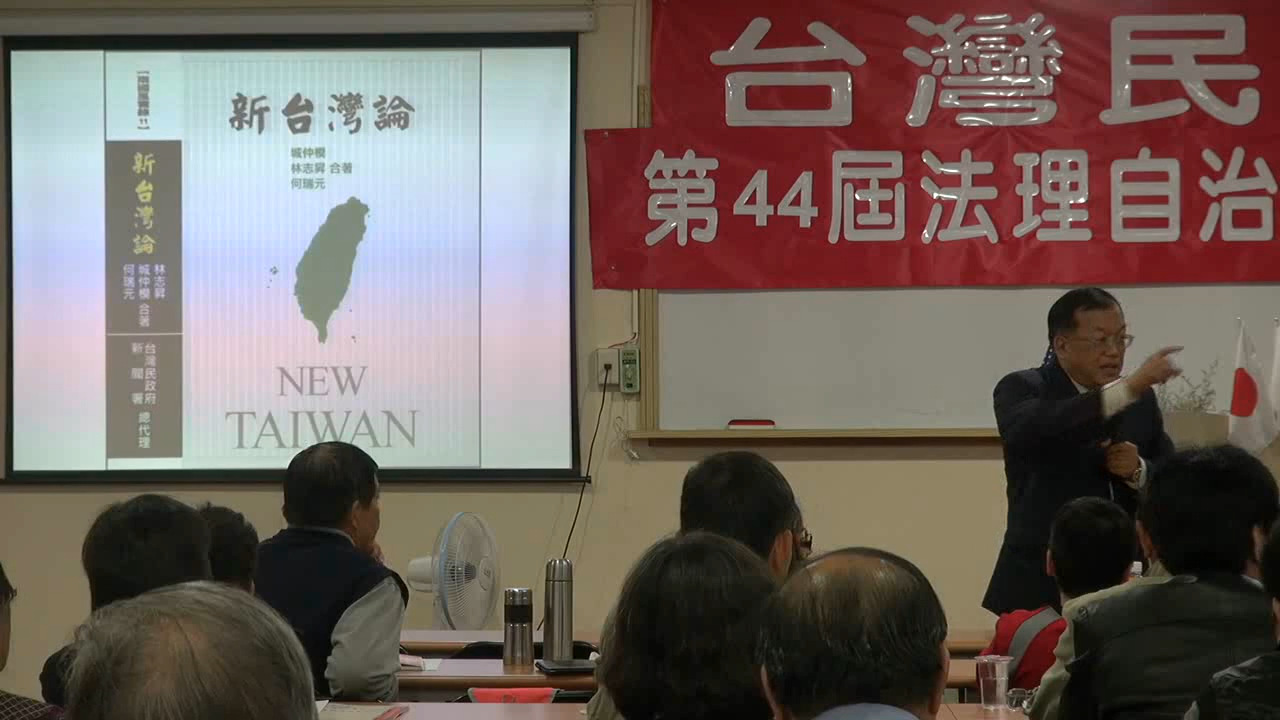 新台灣論
城仲模
林志昇 合著
何瑞元
NEW
TAIWAN
新台灣論
林志昇
城仲模 合著
何瑞元
台灣民政府
新閣 著 總代理
台灣民
第44屆法理自治